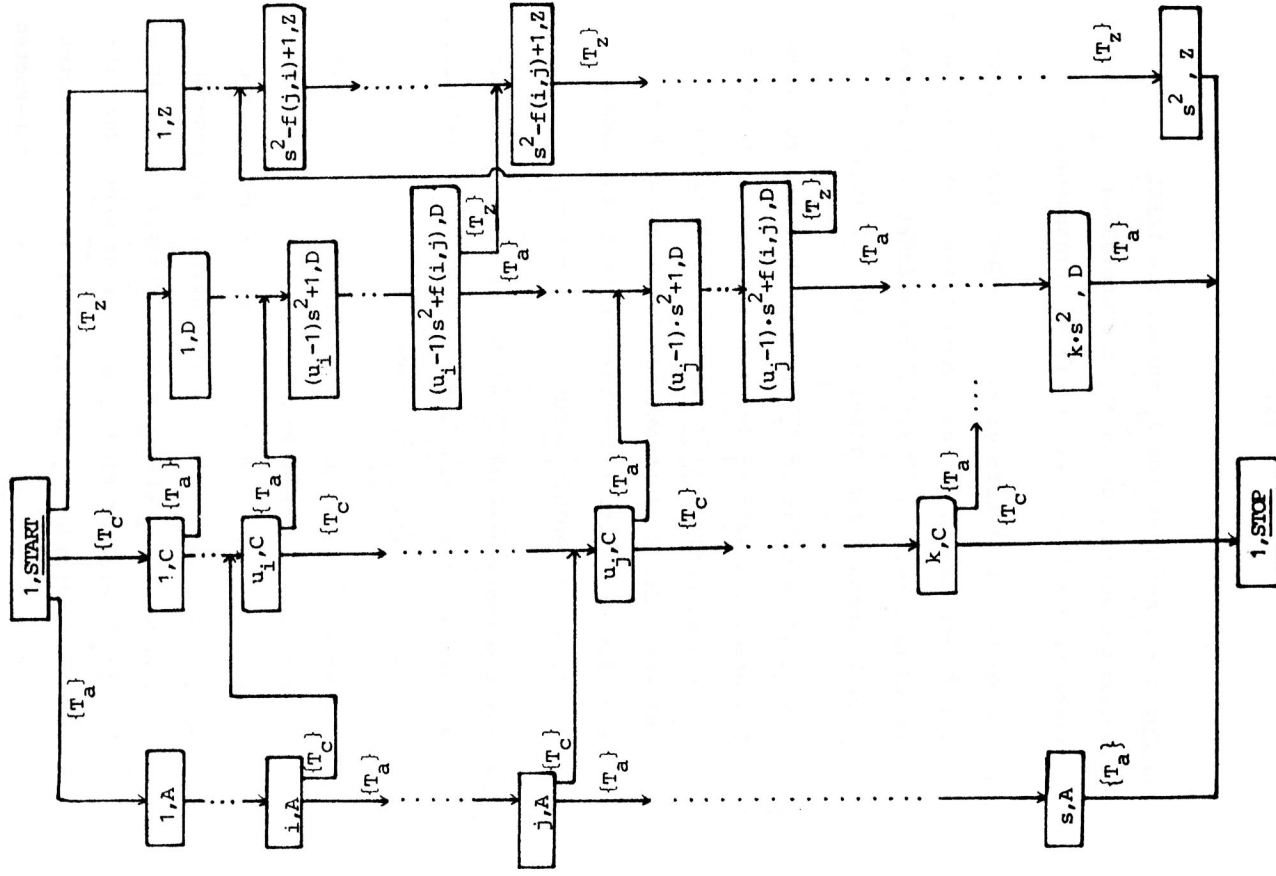 1,START
{T_a}
{T_c}
{T_z}
1,A
1,C
1,D
1,Z
{T_a}
i,A
{T_c}
{T_a}
u_i,C
{T_a}
{T_c}
(u_i-1)s^2+1,D
(u_i-1)s^2+f(i,j),D
{T_z}
{T_a}
s^2-f(j,i)+1,Z
s^2-f(i,j)+1,Z
{T_z}
j,A
{T_c}
{T_a}
u_j,C
{T_a}
{T_c}
(u_j-1)·s^2+1,D
(u_j-1)·s^2+f(i,j),D
{T_z}
{T_a}
k,C
{T_a}
{T_c}
s,A
{T_a}
k·s^2,D
{T_a}
{T_z}
s^2,Z
1,STOP